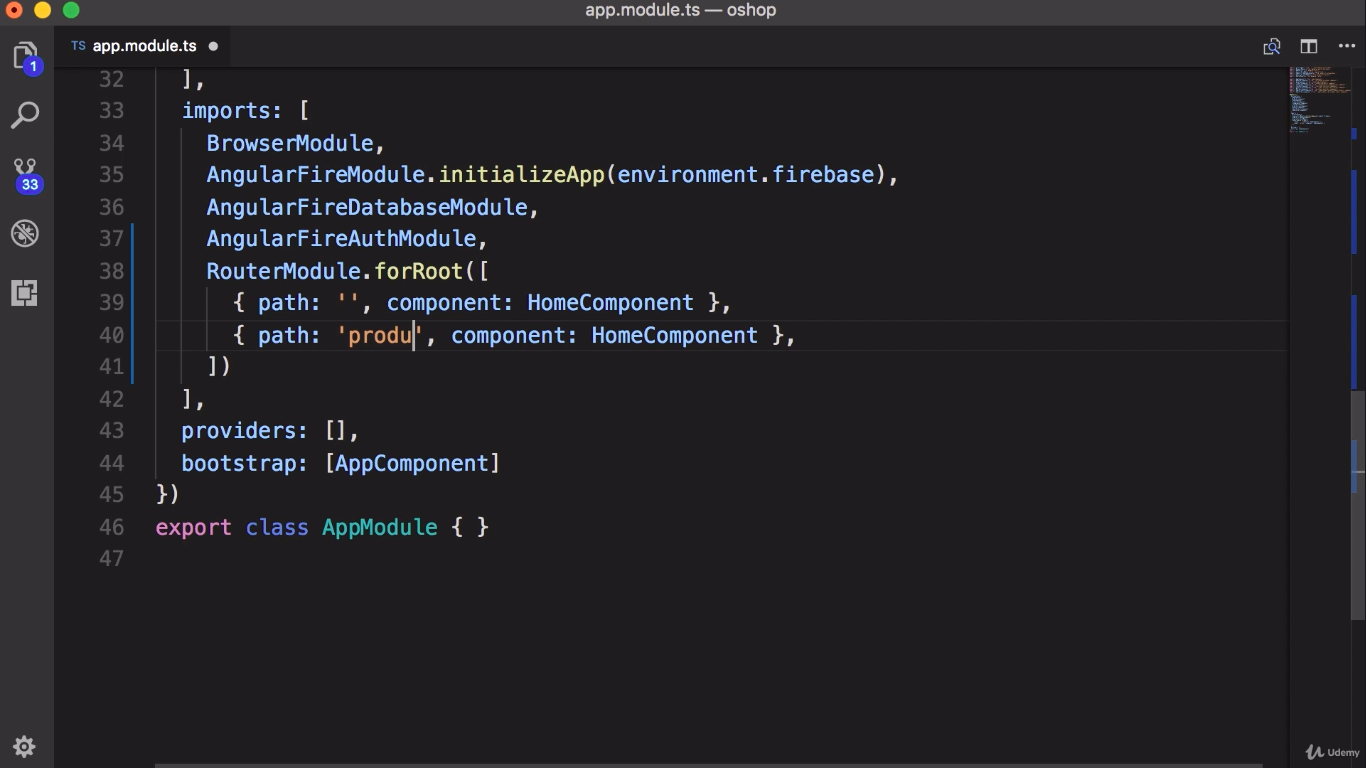 app.module.ts — oshop
TS app.module.ts
1
33
32 ],
33 imports: [
34 BrowserModule,
35 AngularFireModule.initializeApp(environment.firebase),
36 AngularFireDatabaseModule,
37 AngularFireAuthModule,
38 RouterModule.forRoot([
39 { path: '', component: HomeComponent },
40 { path: 'produ', component: HomeComponent },
41 ])
42 ],
43 providers: [],
44 bootstrap: [AppComponent]
45 })
46 export class AppModule { }
47
Udemy